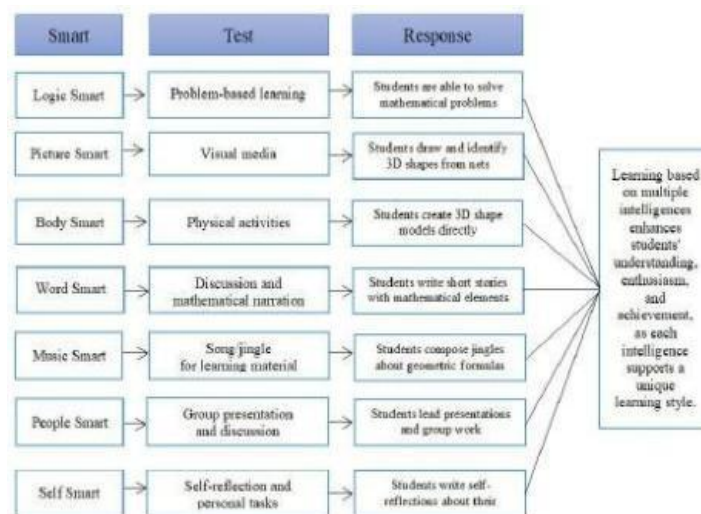 Smart
Test
Response
Logic Smart
Problem-based learning
Students are able to solve
mathematical problems
Picture Smart
Visual media
Students draw and identify
3D shapes from nets
Body Smart
Physical activities
Students create 3D shape
models directly
Word Smart
Discussion and
mathematical narration
Students write short stories
with mathematical elements
Music Smart
Song/jingle
for learning material
Students compose jingles
about geometric formulas
People Smart
Group presentation
and discussion
Students lead presentations
and group work
Self Smart
Self-reflection and
personal tasks
Students write self-
reflections about their
Learning based
on multiple
intelligences
enhances
students'
understanding,
enthusiasm,
and
achievement,
as each
intelligence
supports a
unique
learning style.